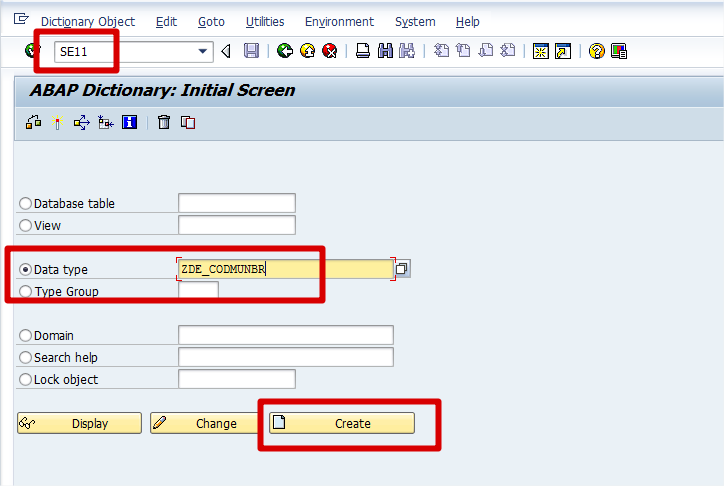 Dictionary Object Edit Goto Utilities Environment System Help
SE11
ABAP Dictionary: Initial Screen
Database table
View
Data type ZDE_CODMUNBR
Type Group
Domain
Search help
Lock object
Display Change Create